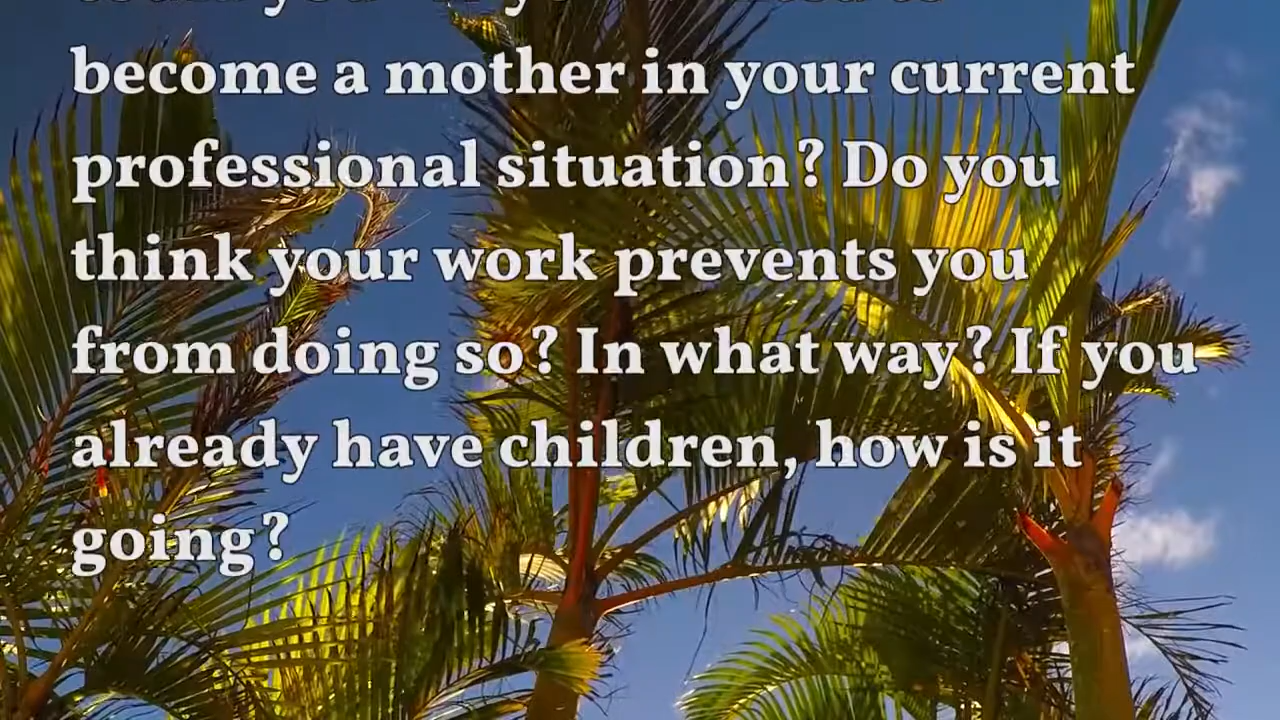 become a mother in your current
professional situation? Do you
think your work prevents you
from doing so? In what way? If you
already have children, how is it
going?